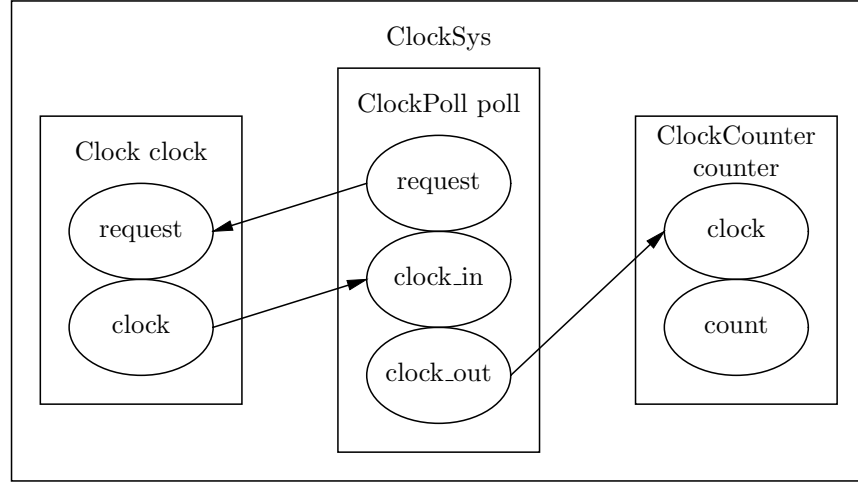 ClockSys
Clock clock
request
clock
ClockPoll poll
request
clock_in
clock_out
ClockCounter
counter
clock
count